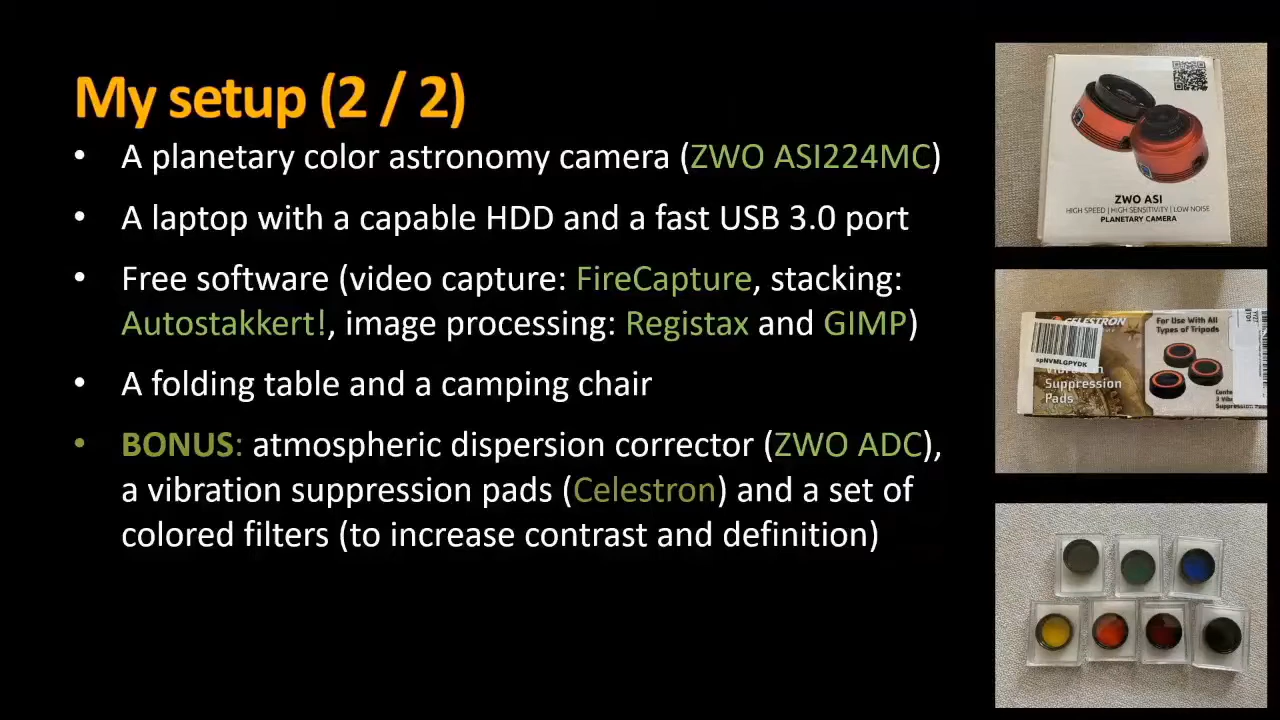 My setup (2 / 2)
• A planetary color astronomy camera (ZWO ASI224MC)
• A laptop with a capable HDD and a fast USB 3.0 port
• Free software (video capture: FireCapture, stacking:
Autostakkert!, image processing: Registax and GIMP)
• A folding table and a camping chair
• BONUS: atmospheric dispersion corrector (ZWO ADC),
a vibration suppression pads (Celestron) and a set of
colored filters (to increase contrast and definition)
ZWO ASI
HIGH SPEED | HIGH SENSITIVITY | LOW NOISE
PLANETARY CAMERA
CELESTRON
For Use With All
Types of Tripods
spNVMLGPYDK
Suppression
Pads